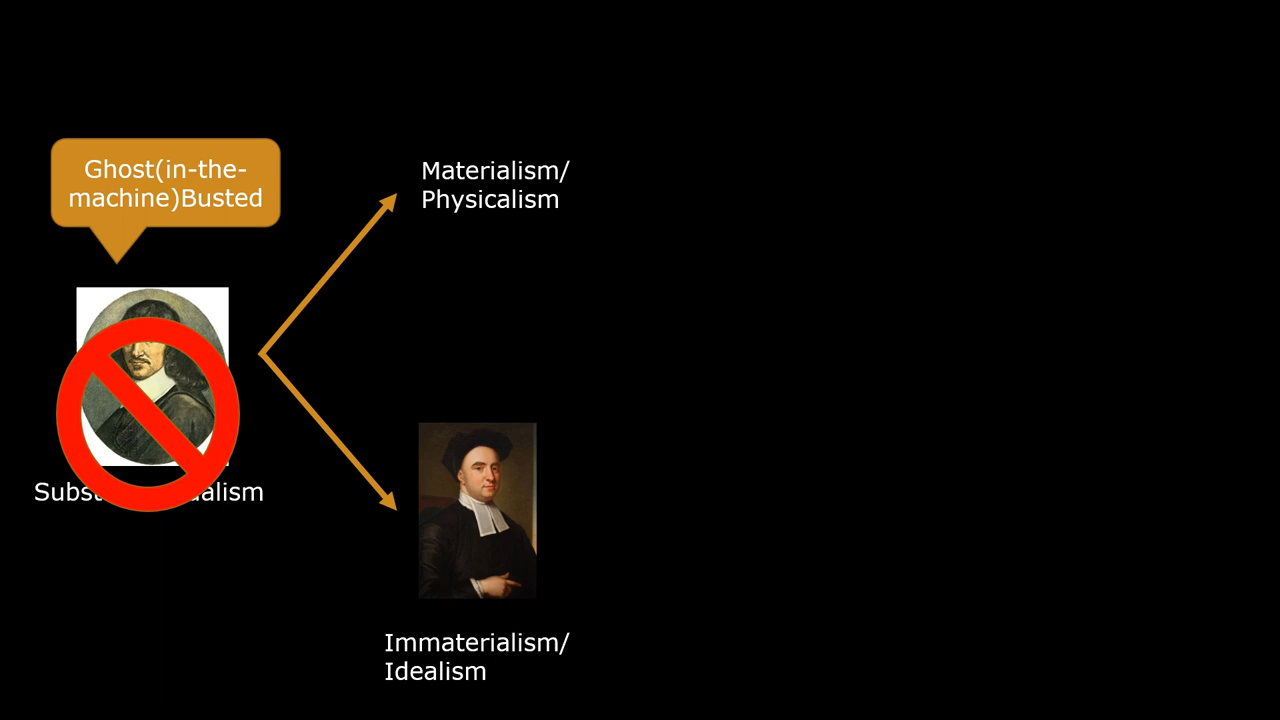 Ghost(in-the-
machine)Busted
Materialism/
Physicalism
Immaterialism/
Idealism